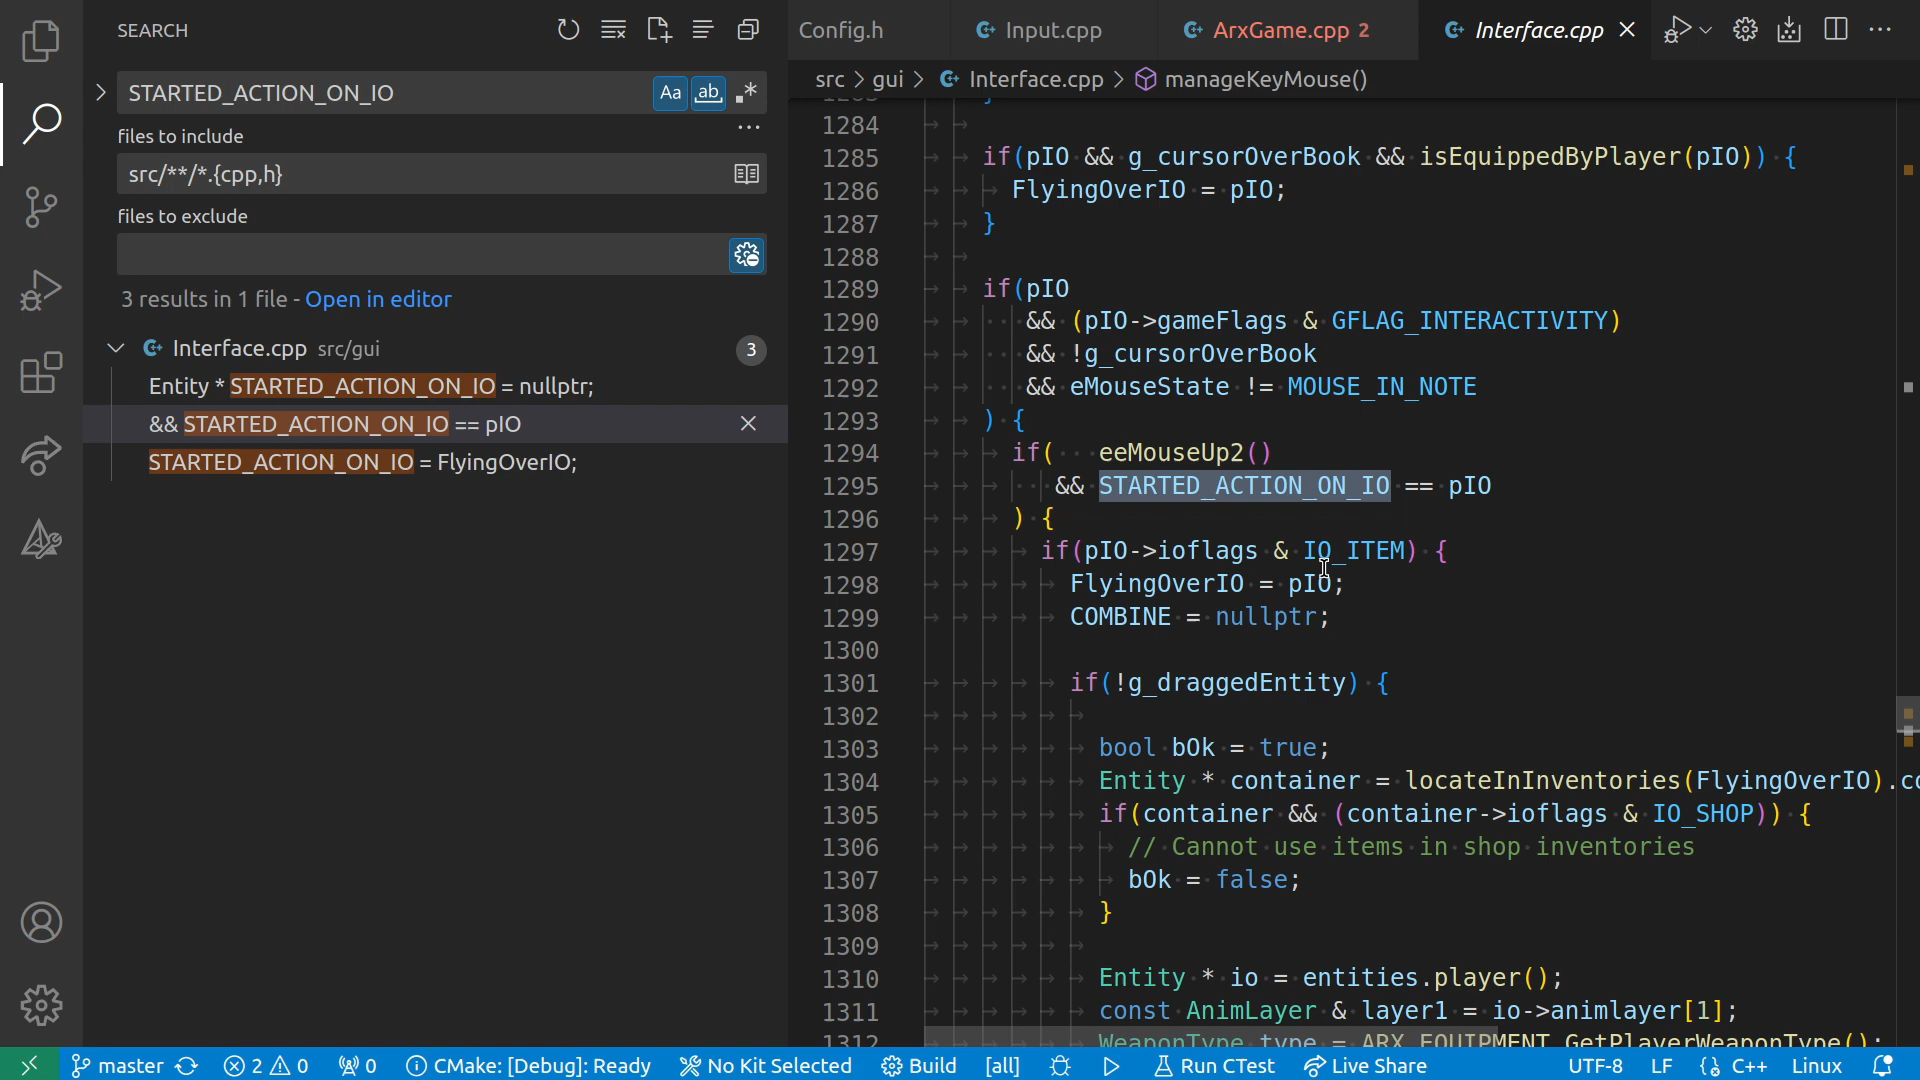 SEARCH
STARTED_ACTION_ON_IO
Aa
ab
.*
files to include
src/**/*.{cpp,h}
files to exclude
3 results in 1 file - Open in editor
Interface.cpp src/gui 3
Entity * STARTED_ACTION_ON_IO = nullptr;
&& STARTED_ACTION_ON_IO == pIO
STARTED_ACTION_ON_IO = FlyingOverIO;
Config.h
Input.cpp
ArxGame.cpp 2
Interface.cpp
src > gui > Interface.cpp > manageKeyMouse()
1284
1285 if(pIO && g_cursorOverBook && isEquippedByPlayer(pIO)) {
1286 FlyingOverIO = pIO;
1287 }
1288
1289 if(pIO
1290 && (pIO->gameFlags & GFLAG_INTERACTIVITY)
1291 && !g_cursorOverBook
1292 && eMouseState != MOUSE_IN_NOTE
1293 ) {
1294 if( eeMouseUp2()
1295 && STARTED_ACTION_ON_IO == pIO
1296 ) {
1297 if(pIO->ioflags & IO_ITEM) {
1298 FlyingOverIO = pIO;
1299 COMBINE = nullptr;
1300
1301 if(!g_draggedEntity) {
1302
1303 bool bOk = true;
1304 Entity * container = locateInInventories(FlyingOverIO).co
1305 if(container && (container->ioflags & IO_SHOP)) {
1306 // Cannot use items in shop inventories
1307 bOk = false;
1308 }
1309
1310 Entity * io = entities.player();
1311 const AnimLayer & layer1 = io->animlayer[1];
1312 WeaponType type = ARX_EQUIPMENT_GetPlayerWeaponType();
master 2 0 0 CMake: [Debug]: Ready No Kit Selected Build [all] Run CTest Live Share UTF-8 LF {} C++ Linux